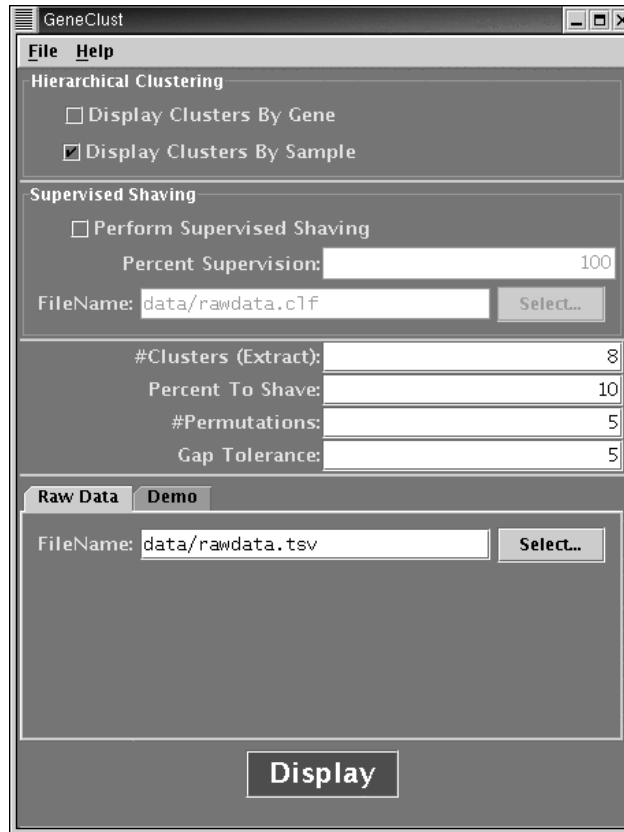 GeneClust
File Help
Hierarchical Clustering
Display Clusters By Gene
Display Clusters By Sample
Supervised Shaving
Perform Supervised Shaving
Percent Supervision: 100
FileName: data/rawdata.clf Select...
#Clusters (Extract): 8
Percent To Shave: 10
#Permutations: 5
Gap Tolerance: 5
Raw Data Demo
FileName: data/rawdata.tsv Select...
Display